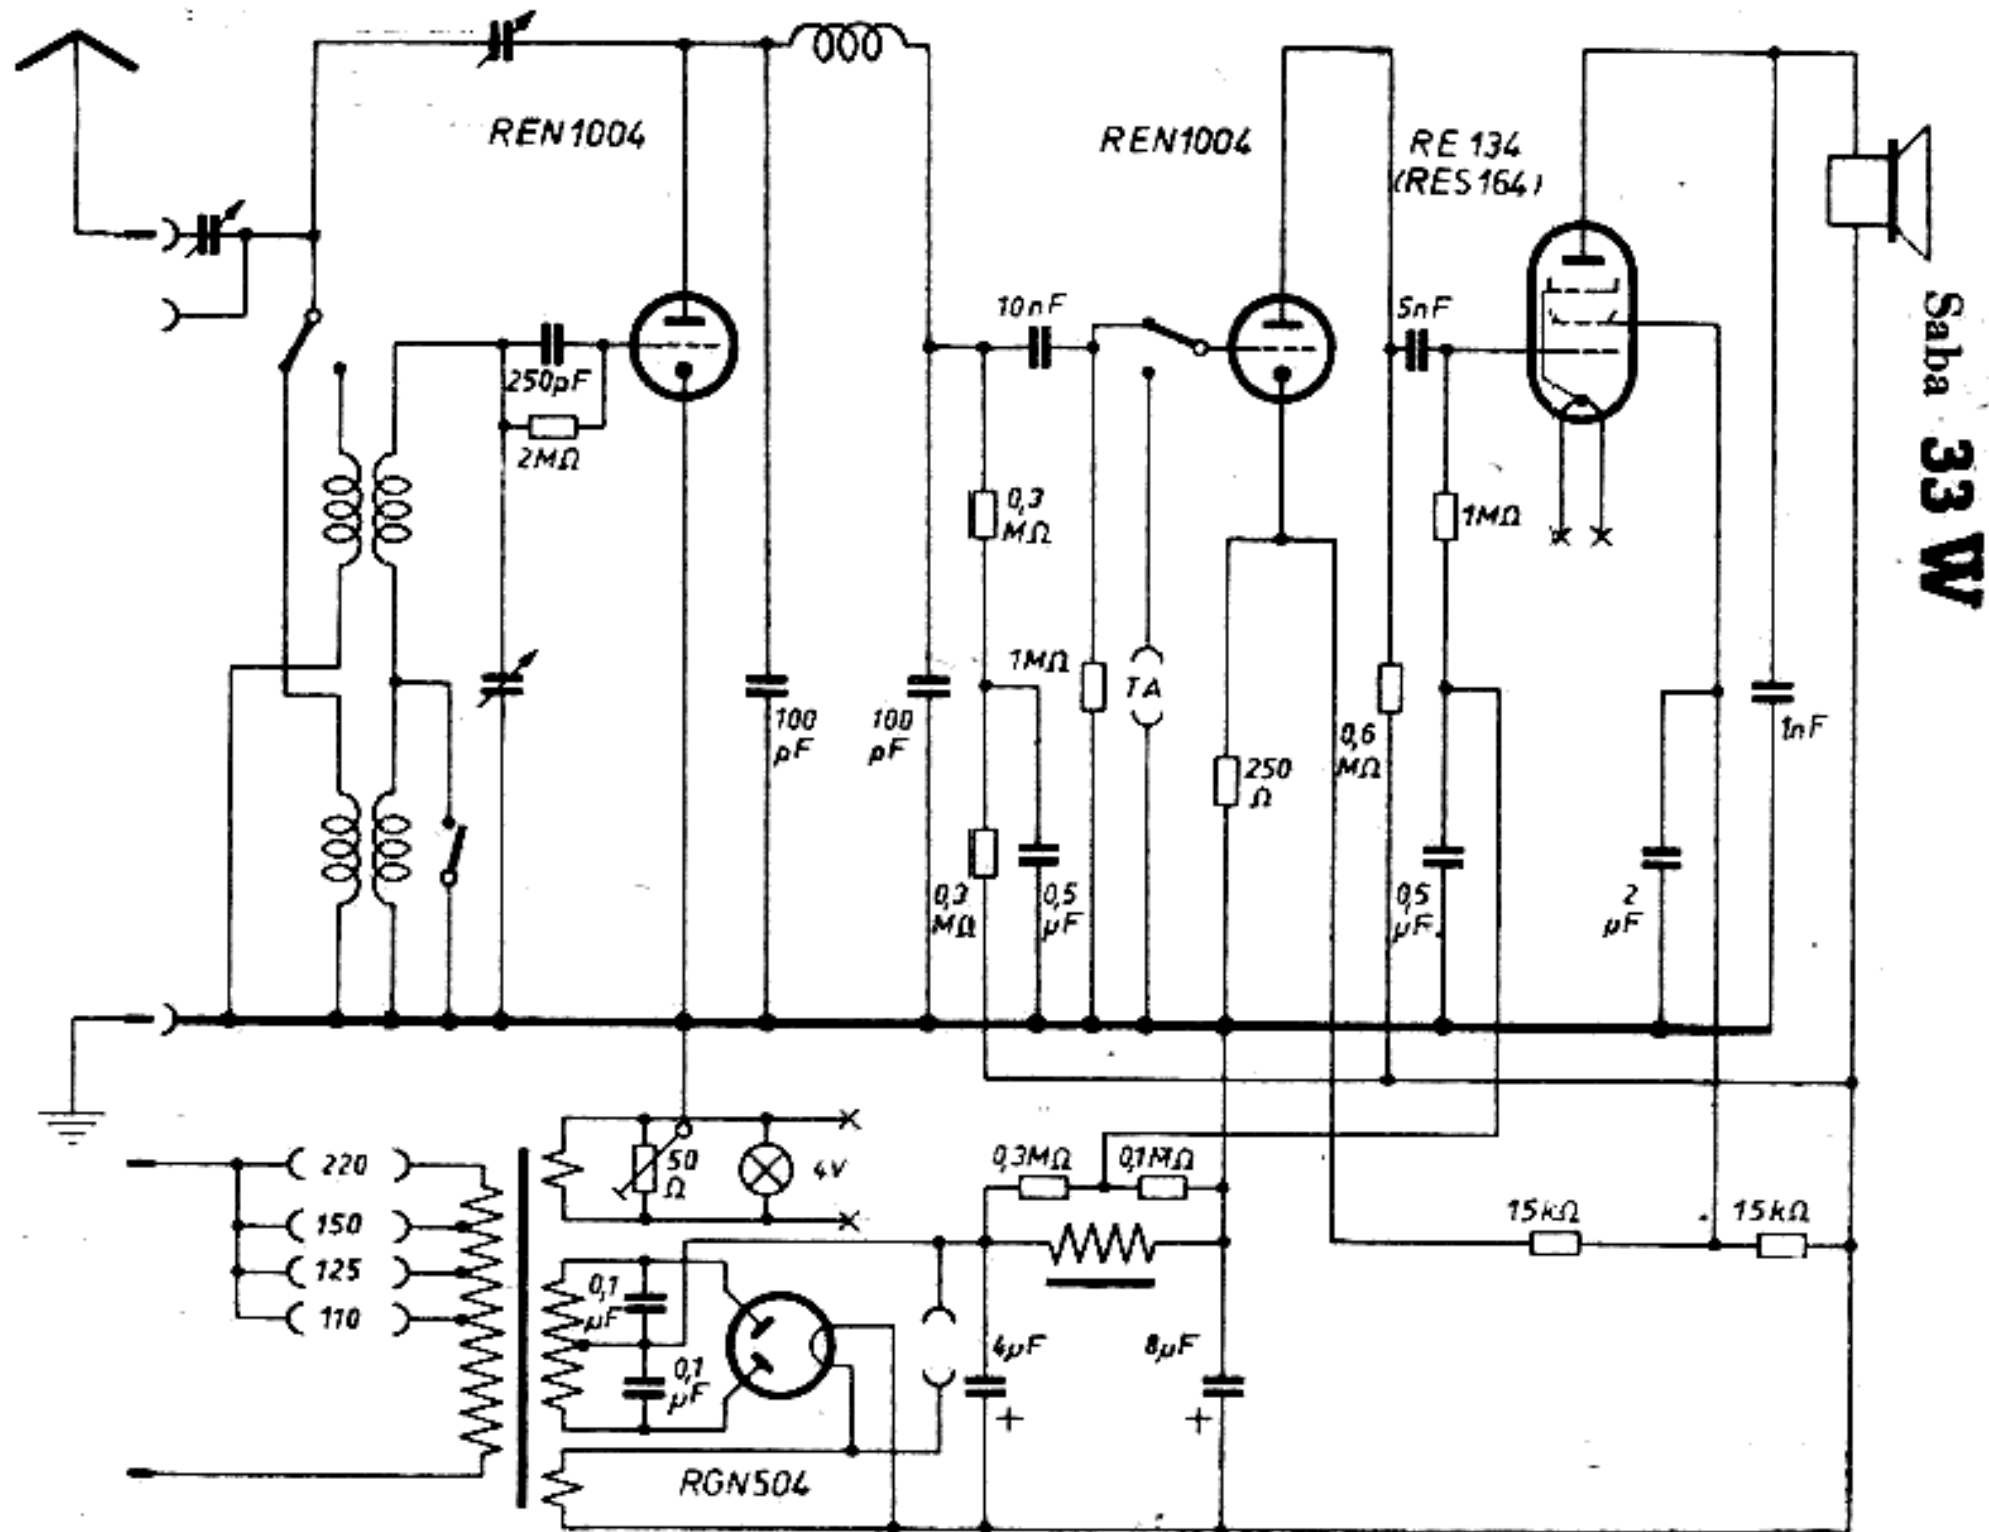 REN1004
REN1004
RE 134
(RES164)
Saba 33 W
250pF
2MΩ
10nF
5nF
0,3
MΩ
1MΩ
1MΩ
TA
100
pF
100
pF
0,6
MΩ
250
Ω
1nF
0,3
MΩ
0,5
µF
0,5
µF
2
µF
220
150
125
110
50
Ω
4V
0,3MΩ
0,1MΩ
15kΩ
15kΩ
0,1
µF
0,1
µF
4µF
8µF
+
+
RGN504